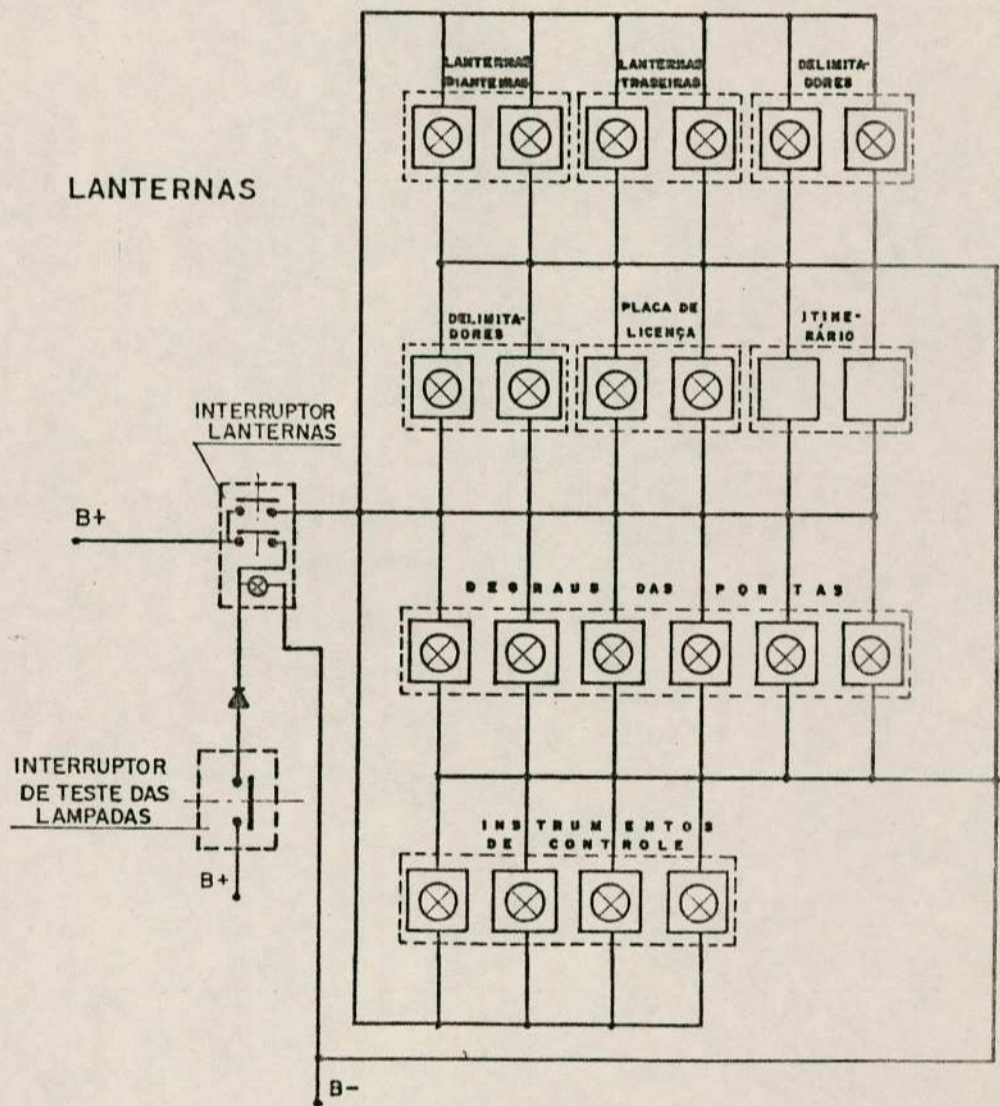 LANTERNAS
LANTERNAS
DIANTEIRAS
LANTERNAS
TRASEIRAS
DELIMITA-
DORES
DELIMITA-
DORES
PLACA DE
LICENÇA
ITINE-
RÁRIO
INTERRUPTOR
LANTERNAS
B+
DEGRAUS DAS PORTAS
INTERRUPTOR
DE TESTE DAS
LAMPADAS
B+
INSTRUMENTOS
DE CONTROLE
B-